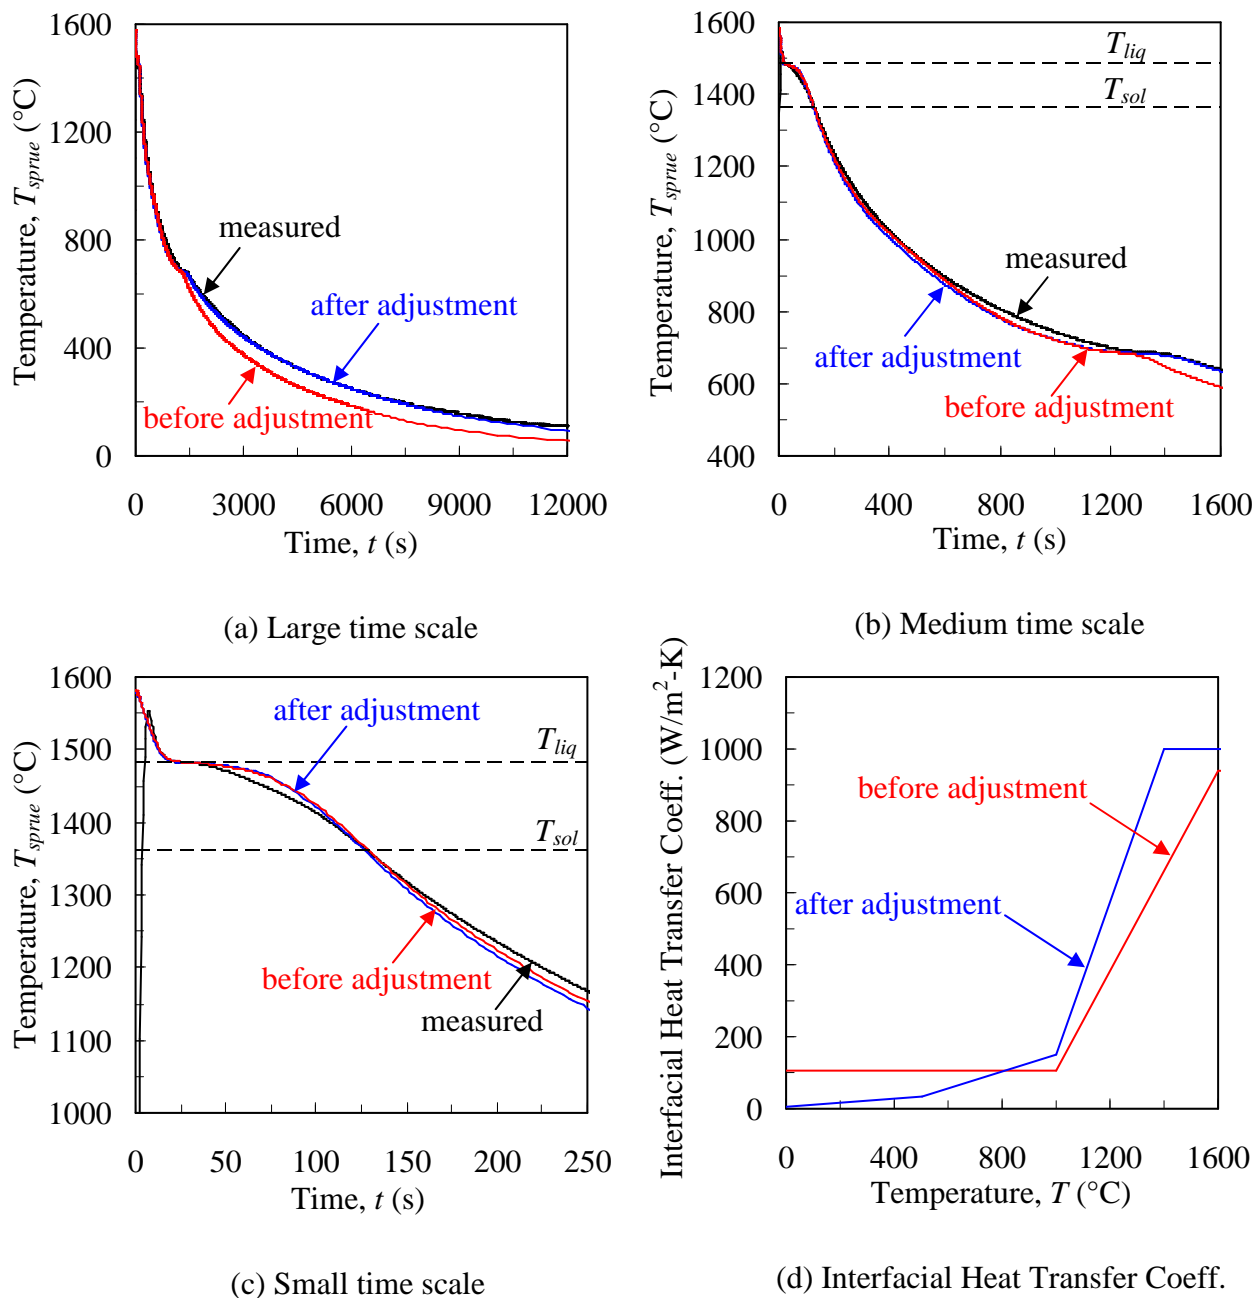 1600
1200
800
400
0
Temperature, T_sprue (°C)
measured
after adjustment
before adjustment
0 3000 6000 9000 12000
Time, t (s)
(a) Large time scale
1600
1400
1200
1000
800
600
400
Temperature, T_sprue (°C)
T_liq
T_sol
measured
after adjustment
before adjustment
0 400 800 1200 1600
Time, t (s)
(b) Medium time scale
1600
1500
1400
1300
1200
1100
1000
Temperature, T_sprue (°C)
after adjustment
T_liq
T_sol
before adjustment
measured
0 50 100 150 200 250
Time, t (s)
(c) Small time scale
1200
1000
800
600
400
200
0
Interfacial Heat Transfer Coeff. (W/m²-K)
before adjustment
after adjustment
0 400 800 1200 1600
Temperature, T (°C)
(d) Interfacial Heat Transfer Coeff.